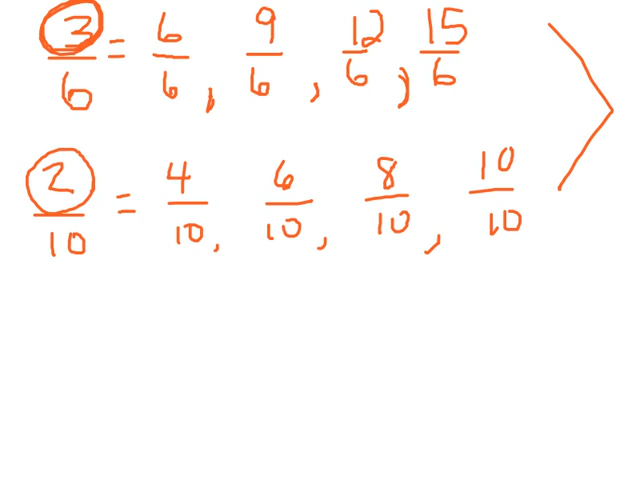 3/6 = 6/6, 9/6, 12/6, 15/6 >
2/10 = 4/10, 6/10, 8/10, 10/10